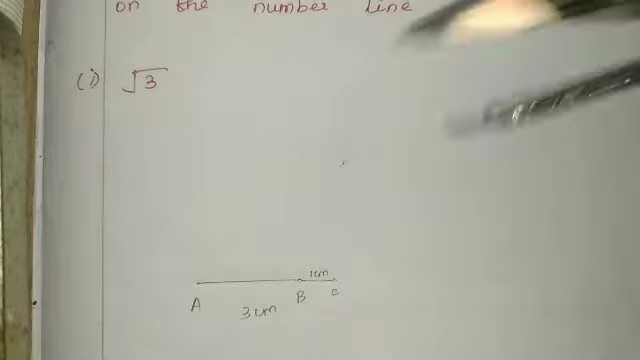 on the number line
(i) √3
1cm
A B C
3cm